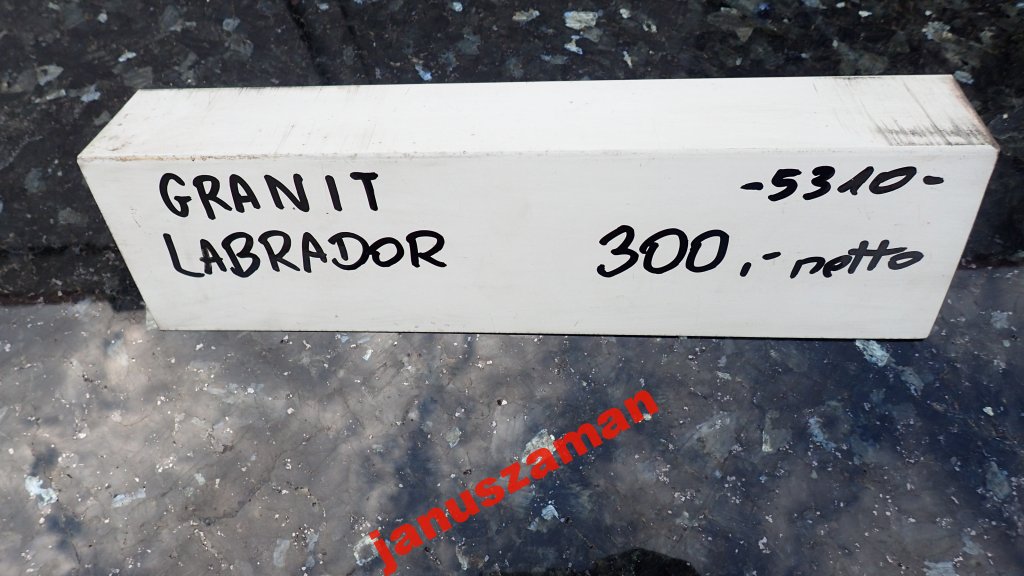 GRANIT -5310-
LABRADOR 300,- netto
januszaman